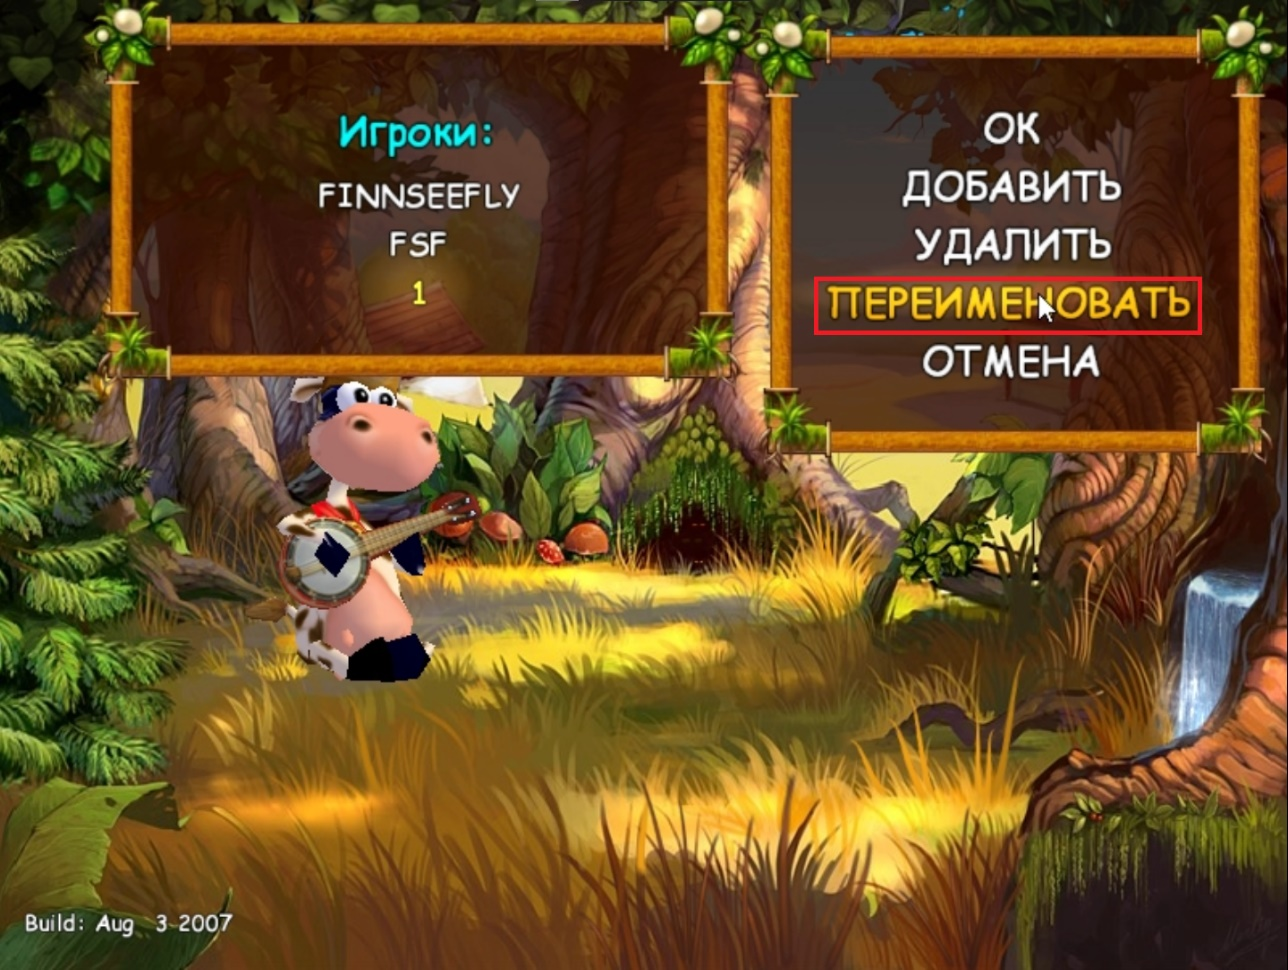 Игроки:
FINNSEEFLY
FSF
1
ОК
ДОБАВИТЬ
УДАЛИТЬ
ПЕРЕИМЕНОВАТЬ
ОТМЕНА
Build: Aug  3 2007